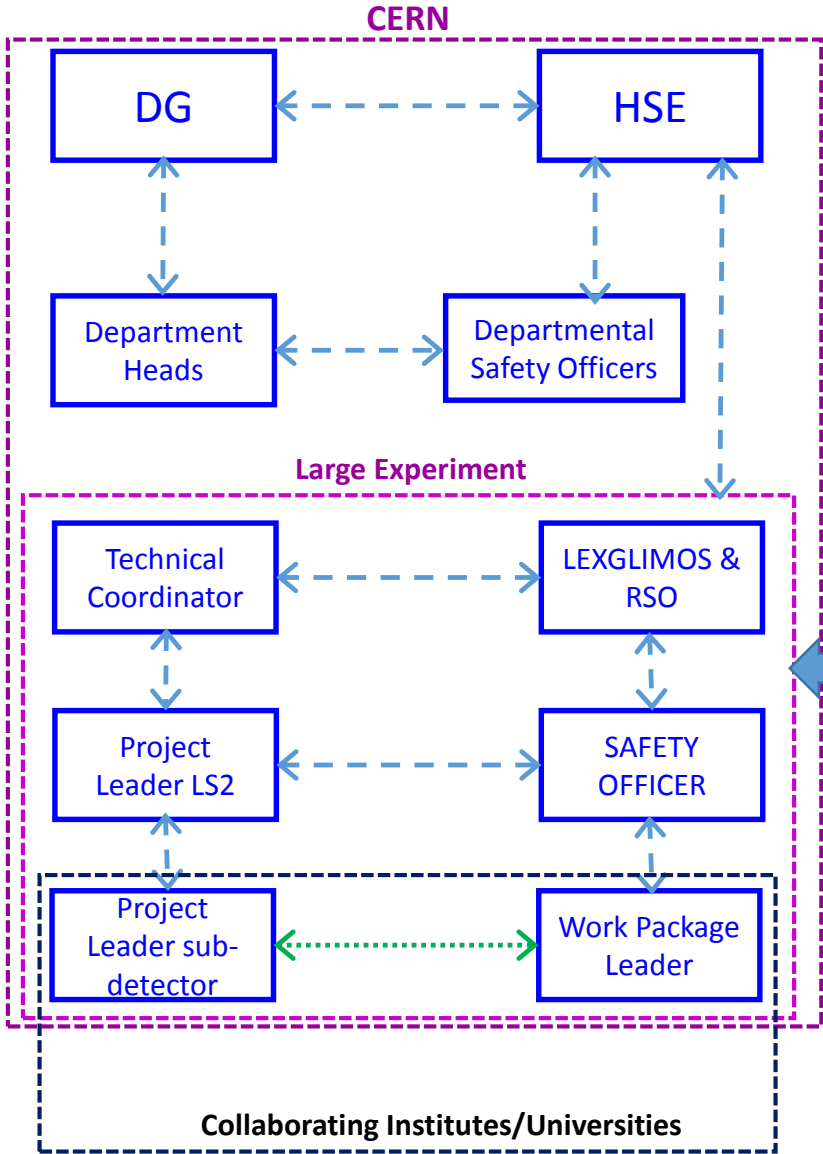 CERN
DG
HSE
Department
Heads
Departmental
Safety Officers
Large Experiment
Technical
Coordinator
LEXGLIMOS &
RSO
Project
Leader LS2
SAFETY
OFFICER
Project
Leader sub-
detector
Work Package
Leader
Collaborating Institutes/Universities